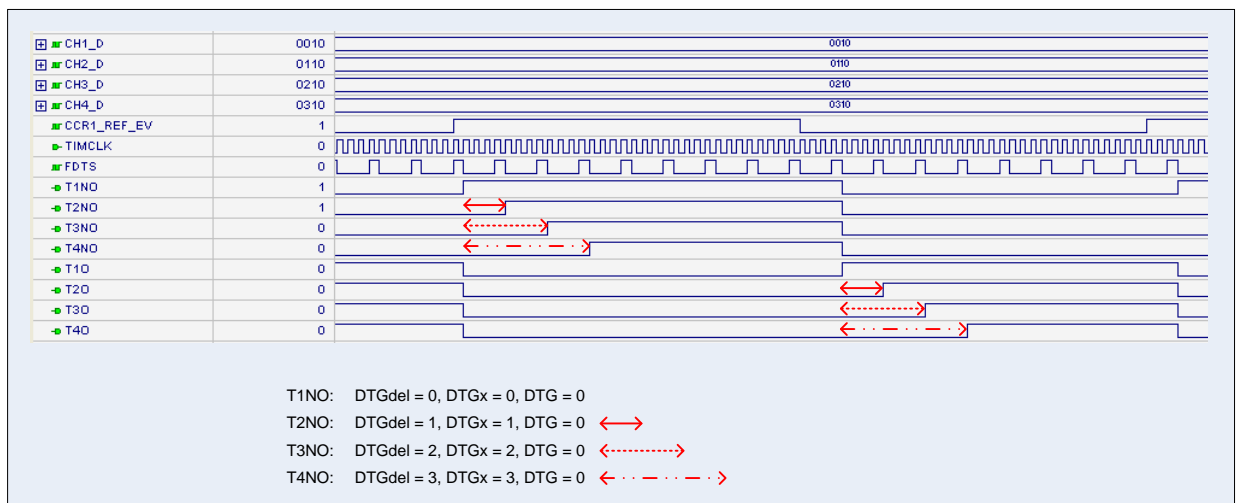 CH1_D 0010 0010
CH2_D 0110 0110
CH3_D 0210 0210
CH4_D 0310 0310
CCR1_REF_EV 1
TIMCLK 0
FDTS 0
T1NO 1
T2NO 1
T3NO 0
T4NO 0
T1O 0
T2O 0
T3O 0
T4O 0
T1NO: DTGdel = 0, DTGx = 0, DTG = 0
T2NO: DTGdel = 1, DTGx = 1, DTG = 0
T3NO: DTGdel = 2, DTGx = 2, DTG = 0
T4NO: DTGdel = 3, DTGx = 3, DTG = 0